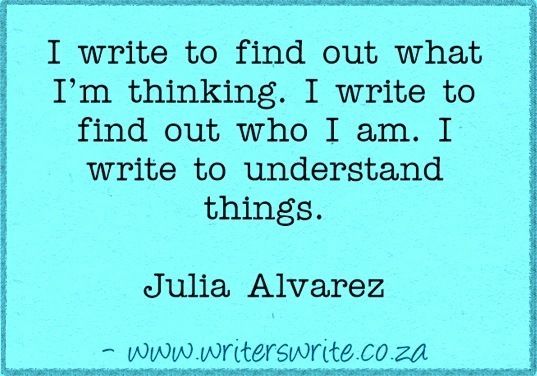 I write to find out what
I'm thinking. I write to
find out who I am. I
write to understand
things.
Julia Alvarez
- www.writerswrite.co.za